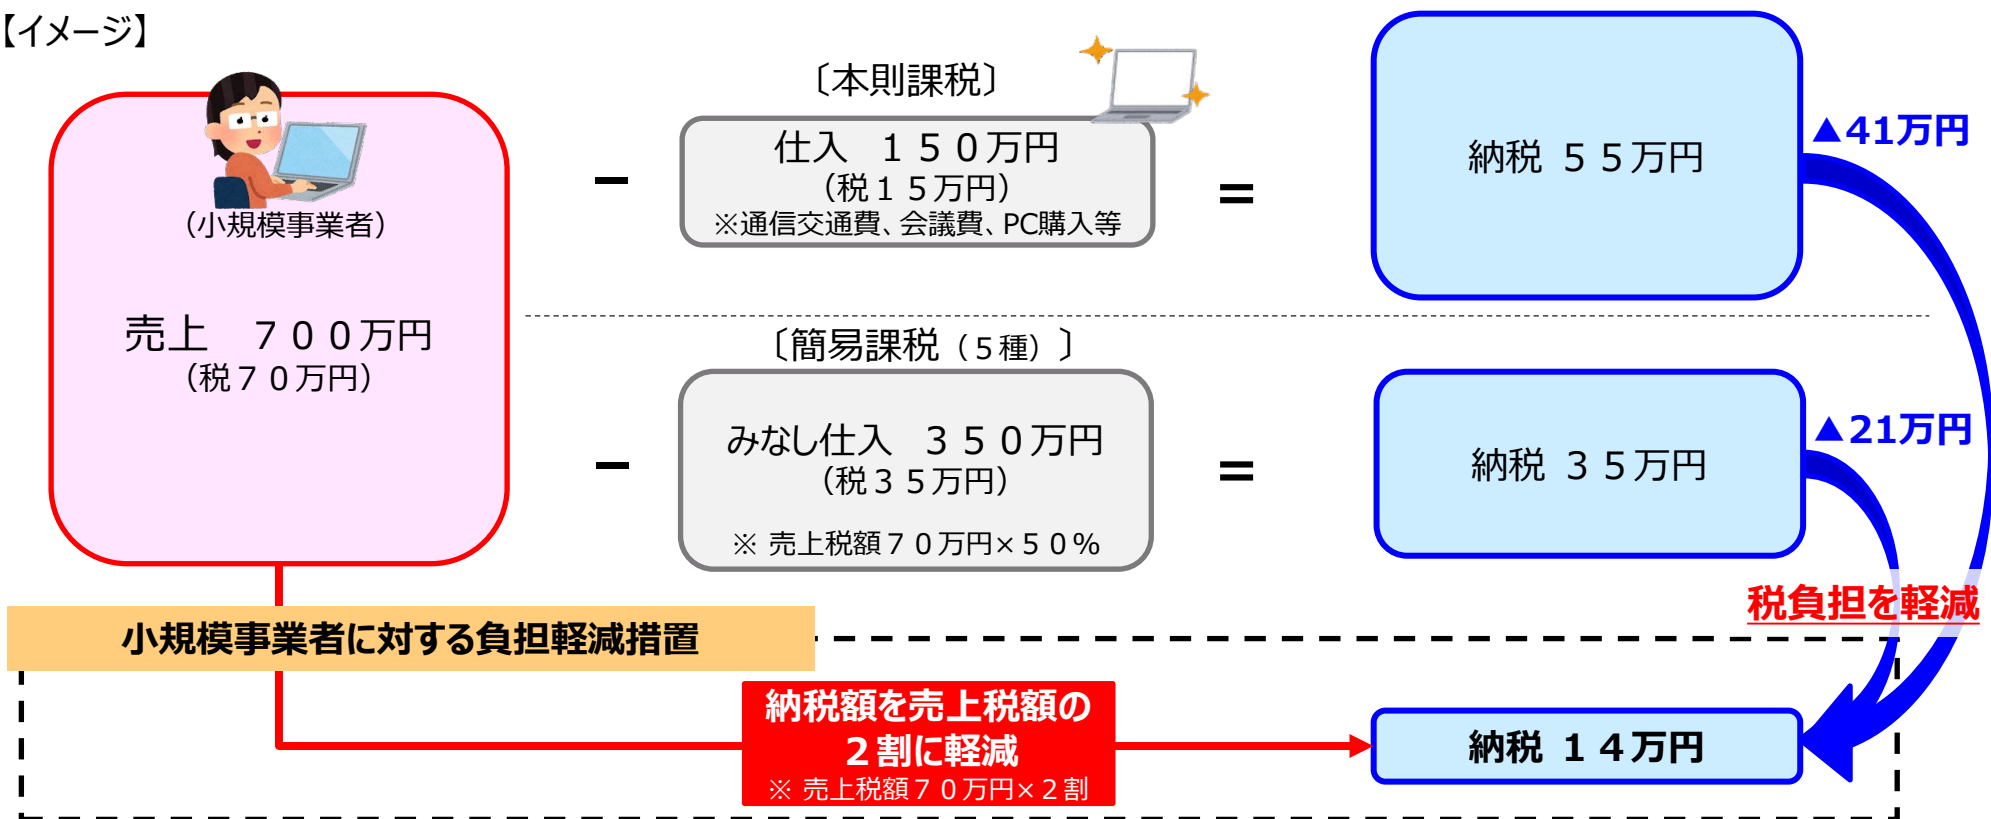 【イメージ】
(小規模事業者)
売上 ７００万円
(税７０万円)
〔本則課税〕
－
仕入 １５０万円
(税１５万円)
※通信交通費、会議費、PC購入等
＝
納税 ５５万円
▲41万円
〔簡易課税（５種）〕
－
みなし仕入 ３５０万円
(税３５万円)
※ 売上税額７０万円×５０％
＝
納税 ３５万円
▲21万円
税負担を軽減
小規模事業者に対する負担軽減措置
納税額を売上税額の
２割に軽減
※ 売上税額７０万円×２割
納税 １４万円